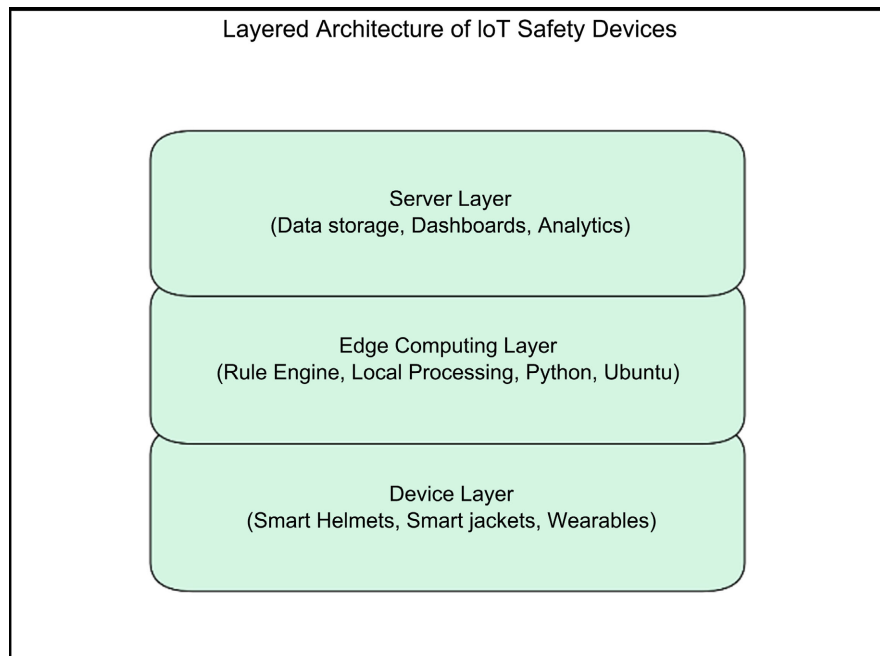 Layered Architecture of IoT Safety Devices
Server Layer
(Data storage, Dashboards, Analytics)
Edge Computing Layer
(Rule Engine, Local Processing, Python, Ubuntu)
Device Layer
(Smart Helmets, Smart jackets, Wearables)